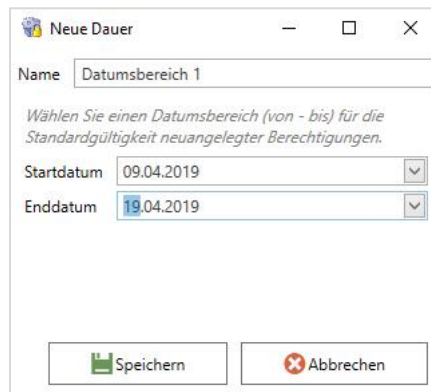 Neue Dauer
Name Datumsbereich 1
Wählen Sie einen Datumsbereich (von - bis) für die
Standardgültigkeit neuangelegter Berechtigungen.
Startdatum 09.04.2019
Enddatum 19.04.2019
Speichern Abbrechen